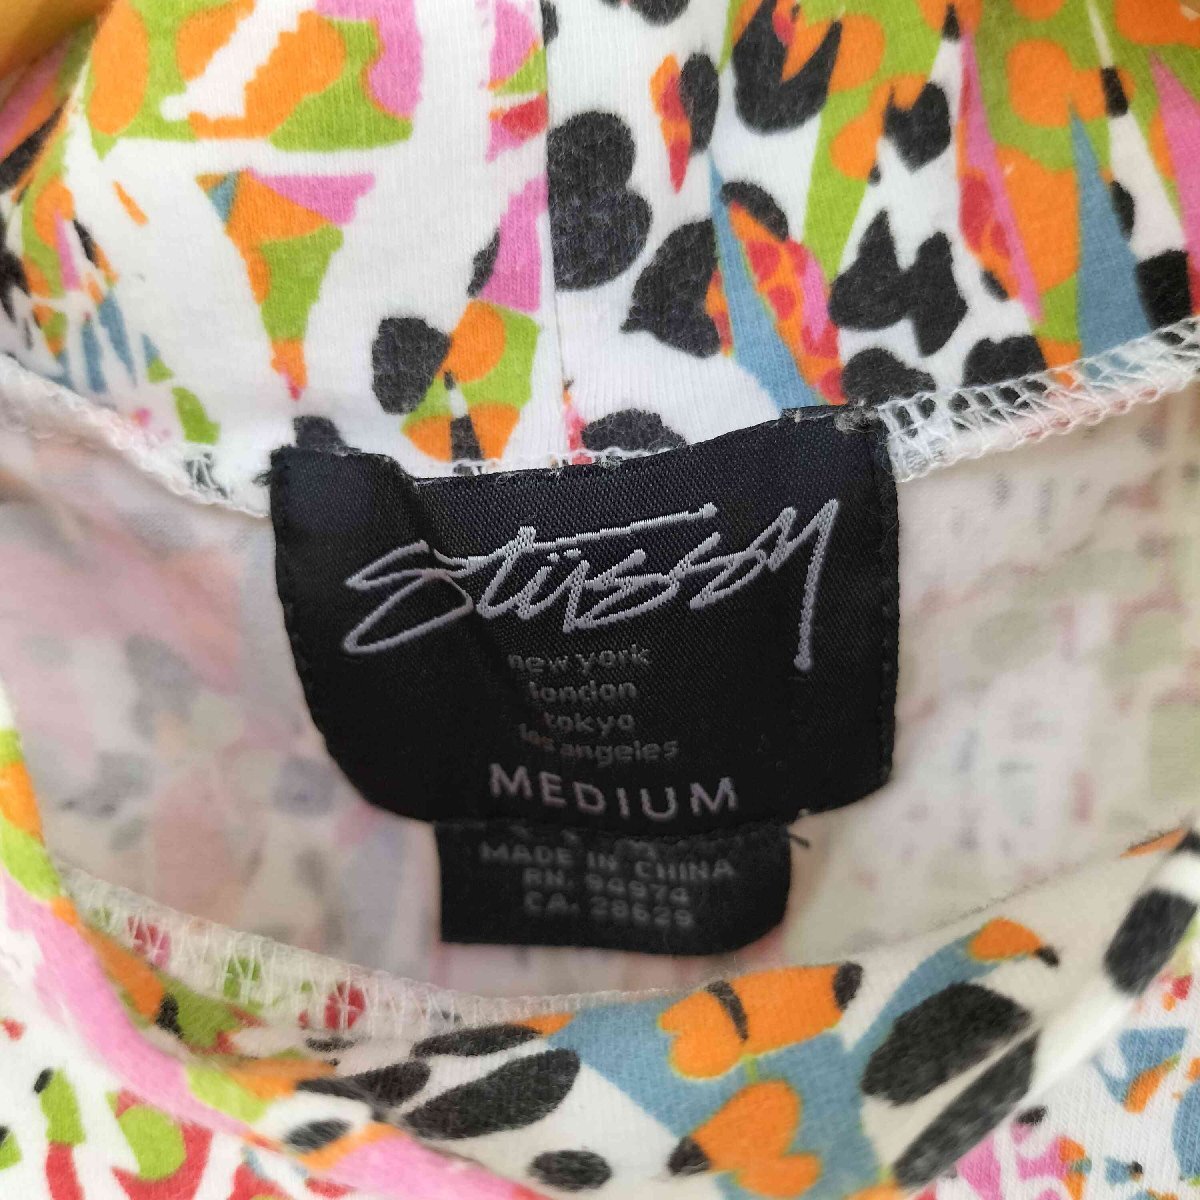 Stüssy
new york
london
tokyo
los angeles
MEDIUM
MADE IN CHINA
RN. 94974
CA. 28629